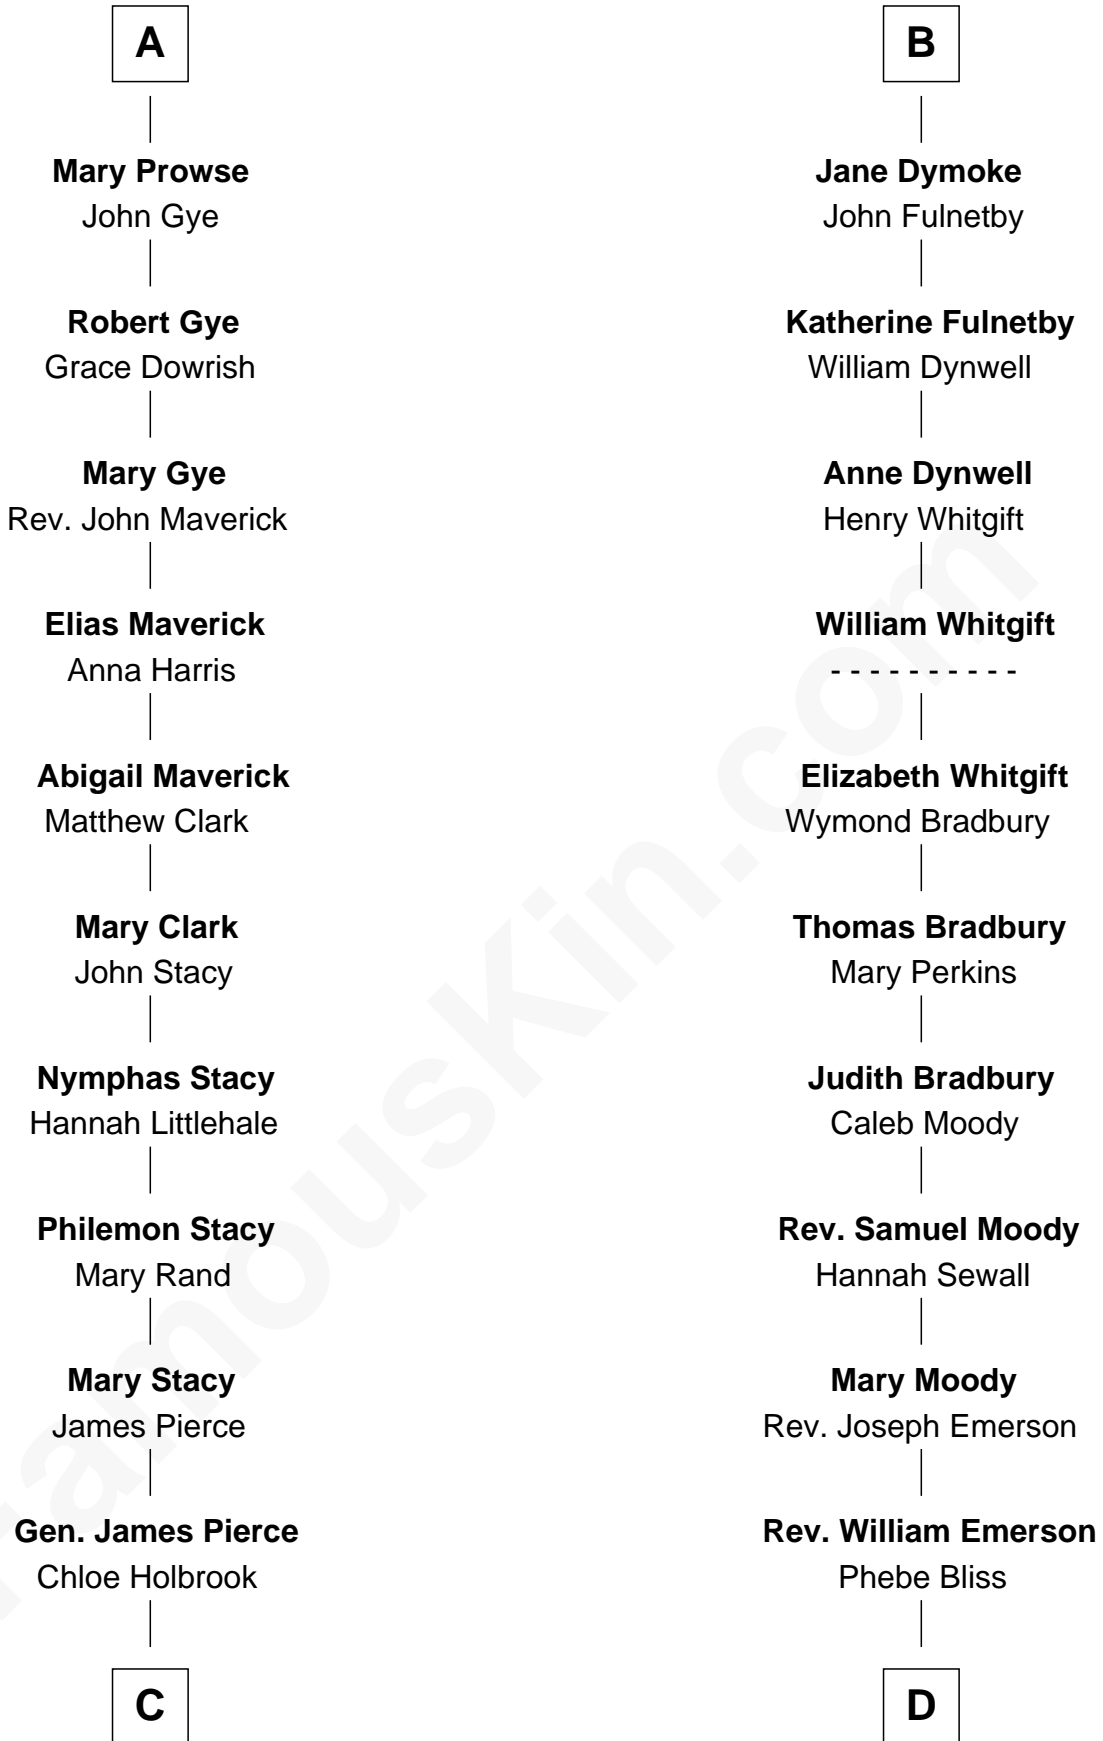 A
Mary Prowse
John Gye
Robert Gye
Grace Dowrish
Mary Gye
Rev. John Maverick
Elias Maverick
Anna Harris
Abigail Maverick
Matthew Clark
Mary Clark
John Stacy
Nymphas Stacy
Hannah Littlehale
Philemon Stacy
Mary Rand
Mary Stacy
James Pierce
Gen. James Pierce
Chloe Holbrook
C
B
Jane Dymoke
John Fulnetby
Katherine Fulnetby
William Dynwell
Anne Dynwell
Henry Whitgift
William Whitgift
- - - - - - - - - -
Elizabeth Whitgift
Wymond Bradbury
Thomas Bradbury
Mary Perkins
Judith Bradbury
Caleb Moody
Rev. Samuel Moody
Hannah Sewall
Mary Moody
Rev. Joseph Emerson
Rev. William Emerson
Phebe Bliss
D
FamousKin.com